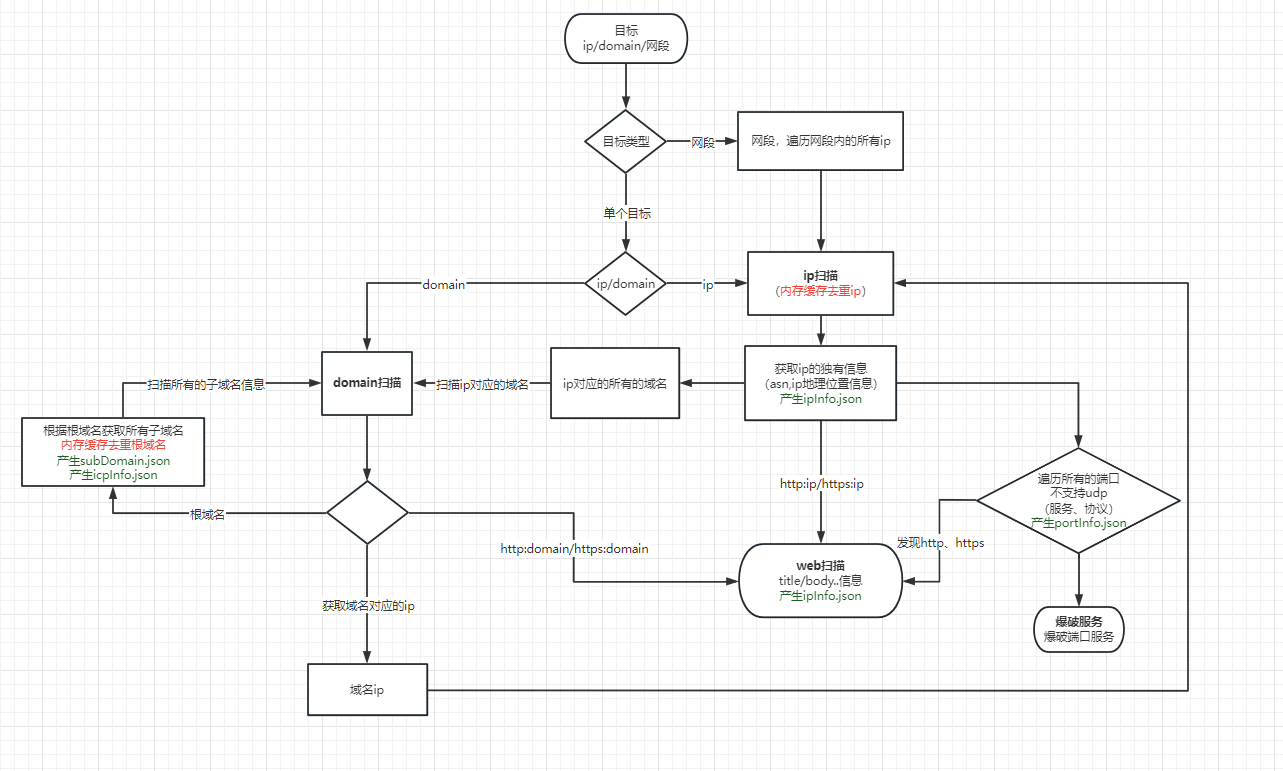 目标
ip/domain/网段
目标类型
网段
网段，遍历网段内的所有ip
单个目标
domain
ip/domain
ip
ip扫描
（内存缓存去重ip）
扫描所有的子域名信息
domain扫描
扫描ip对应的域名
ip对应的所有的域名
获取ip的独有信息
（asn,ip地理位置信息）
产生ipInfo.json
根据根域名获取所有子域名
内存缓存去重根域名
产生subDomain.json
产生icpInfo.json
http:ip/https:ip
遍历所有的端口
不支持udp
（服务、协议）
产生portInfo.json
根域名
http:domain/https:domain
发现http、https
web扫描
title/body..信息
产生ipInfo.json
获取域名对应的ip
爆破服务
爆破端口服务
域名ip